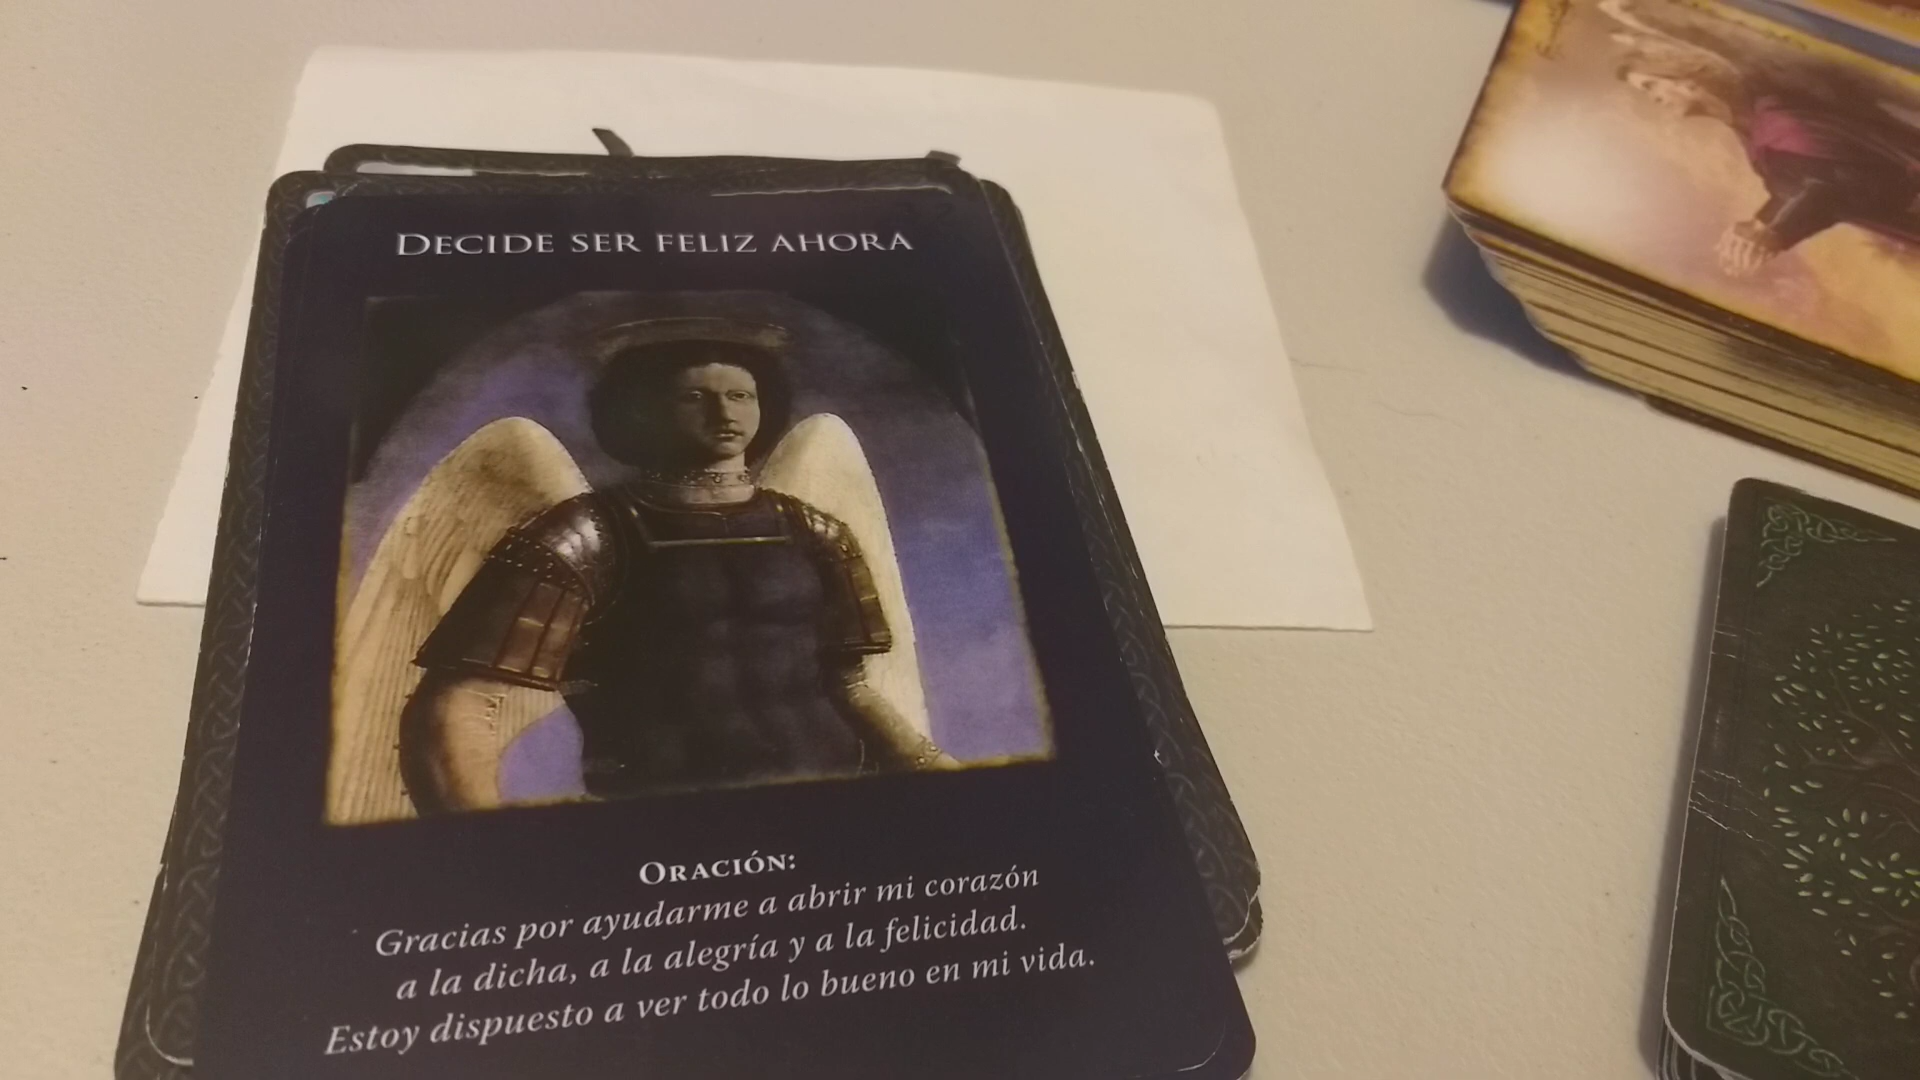 DECIDE SER FELIZ AHORA
ORACIÓN:
Gracias por ayudarme a abrir mi corazón
a la dicha, a la alegría y a la felicidad.
Estoy dispuesto a ver todo lo bueno en mi vida.